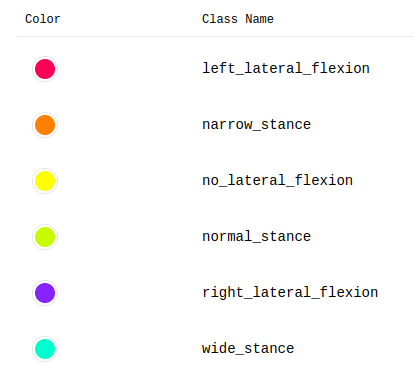 Color Class Name
left_lateral_flexion
narrow_stance
no_lateral_flexion
normal_stance
right_lateral_flexion
wide_stance